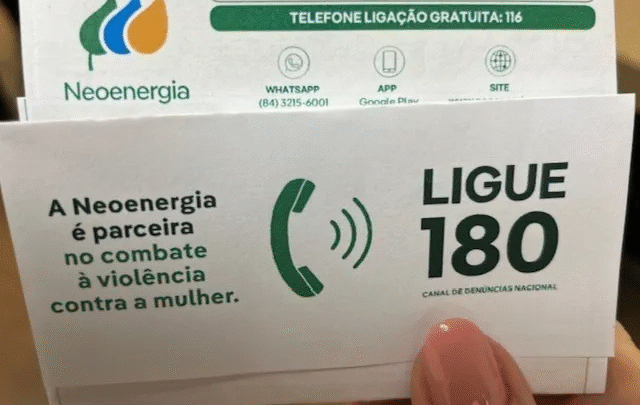 TELEFONE LIGAÇÃO GRATUITA: 116
Neoenergia
WHATSAPP
(84) 3215-6001
APP
Google Play
SITE
A Neoenergia
é parceira
no combate
à violência
contra a mulher.
LIGUE
180
CANAL DE DENÚNCIAS NACIONAL